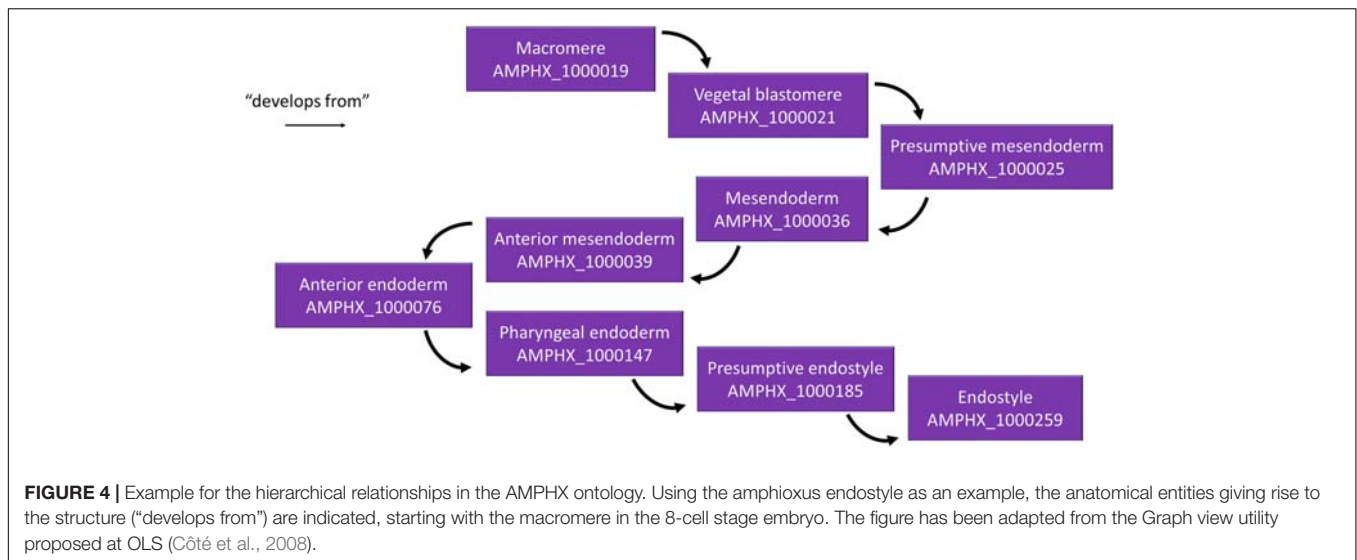 Macromere
AMPHX_1000019
"develops from"
Vegetal blastomere
AMPHX_1000021
Presumptive mesendoderm
AMPHX_1000025
Mesendoderm
AMPHX_1000036
Anterior mesendoderm
AMPHX_1000039
Anterior endoderm
AMPHX_1000076
Pharyngeal endoderm
AMPHX_1000147
Presumptive endostyle
AMPHX_1000185
Endostyle
AMPHX_1000259
FIGURE 4 | Example for the hierarchical relationships in the AMPHX ontology. Using the amphioxus endostyle as an example, the anatomical entities giving rise to
the structure ("develops from") are indicated, starting with the macromere in the 8-cell stage embryo. The figure has been adapted from the Graph view utility
proposed at OLS (Côté et al., 2008).